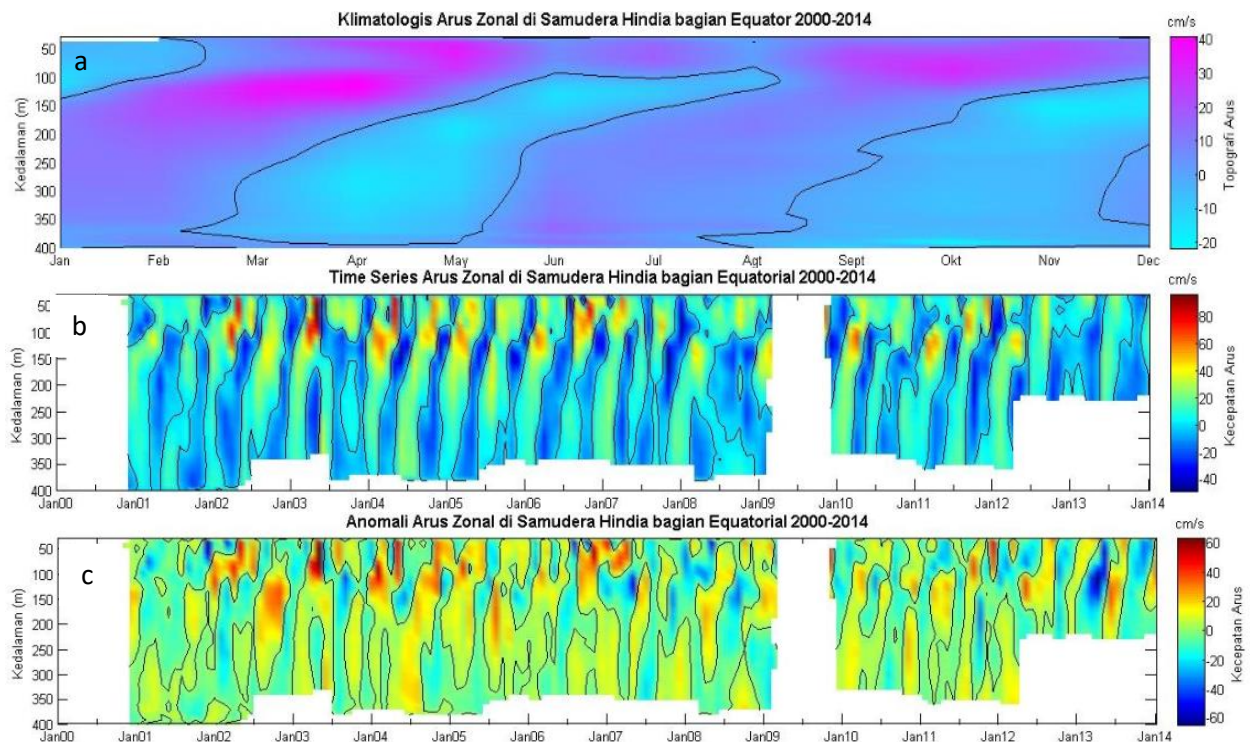 Klimatologis Arus Zonal di Samudera Hindia bagian Equator 2000-2014
cm/s
a
50
100
150
200
250
300
350
400
Kedalaman (m)
Jan Feb Mar Apr May Jun Jul Agt Sept Okt Nov Dec
40
30
20
10
0
-10
-20
Topografi Arus
Time Series Arus Zonal di Samudera Hindia bagian Equatorial 2000-2014
cm/s
b
50
100
150
200
250
300
350
400
Kedalaman (m)
Jan00 Jan01 Jan02 Jan03 Jan04 Jan05 Jan06 Jan07 Jan08 Jan09 Jan10 Jan11 Jan12 Jan13 Jan14
80
60
40
20
0
-20
-40
Kecepatan Arus
Anomali Arus Zonal di Samudera Hindia bagian Equatorial 2000-2014
cm/s
c
50
100
150
200
250
300
350
400
Kedalaman (m)
Jan00 Jan01 Jan02 Jan03 Jan04 Jan05 Jan06 Jan07 Jan08 Jan09 Jan10 Jan11 Jan12 Jan13 Jan14
60
40
20
0
-20
-40
-60
Kecepatan Arus